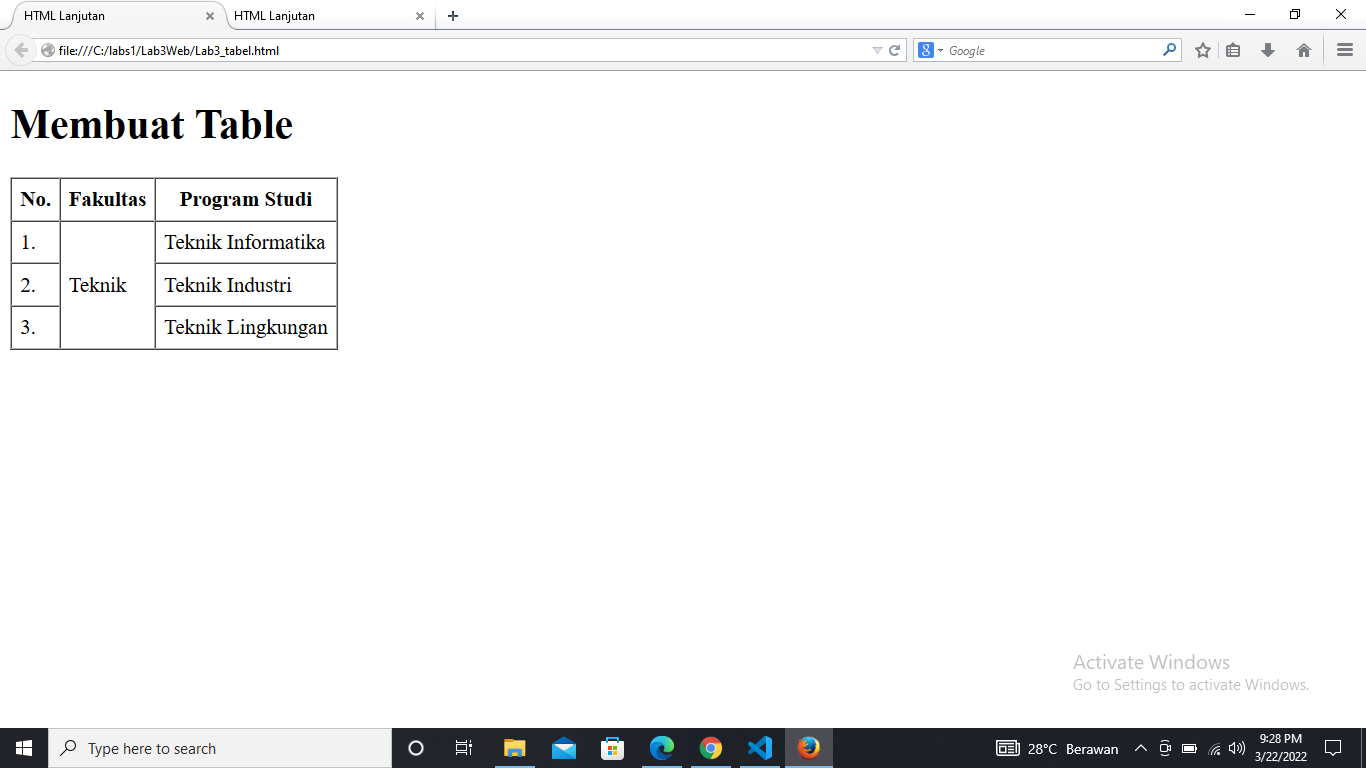 HTML Lanjutan
HTML Lanjutan
file:///C:/labs1/Lab3Web/Lab3_tabel.html
Google
Membuat Table
No. Fakultas Program Studi
1. Teknik Informatika
2. Teknik Teknik Industri
3. Teknik Lingkungan
Activate Windows
Go to Settings to activate Windows.
Type here to search
28°C Berawan
9:28 PM
3/22/2022